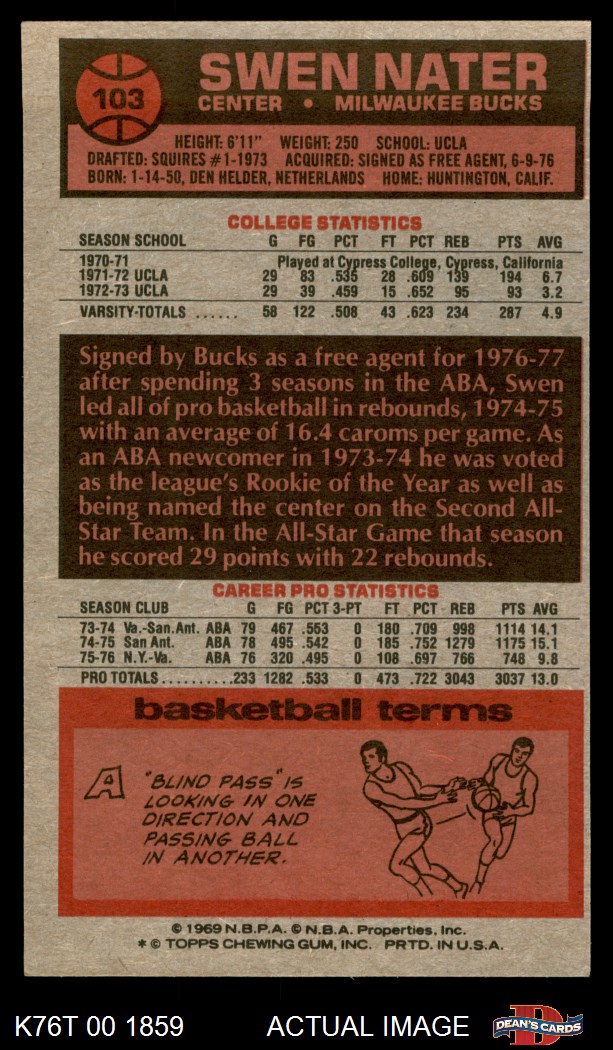 103
SWEN NATER
CENTER • MILWAUKEE BUCKS
HEIGHT: 6'11" WEIGHT: 250 SCHOOL: UCLA
DRAFTED: SQUIRES #1-1973 ACQUIRED: SIGNED AS FREE AGENT, 6-9-76
BORN: 1-14-50, DEN HELDER, NETHERLANDS HOME: HUNTINGTON, CALIF.
COLLEGE STATISTICS
SEASON SCHOOL G FG PCT FT PCT REB PTS AVG
1970-71 Played at Cypress College, Cypress, California
1971-72 UCLA 29 83 .535 28 .609 139 194 6.7
1972-73 UCLA 29 39 .459 15 .652 95 93 3.2
VARSITY-TOTALS ...... 58 122 .508 43 .623 234 287 4.9
Signed by Bucks as a free agent for 1976-77
after spending 3 seasons in the ABA, Swen
led all of pro basketball in rebounds, 1974-75
with an average of 16.4 caroms per game. As
an ABA newcomer in 1973-74 he was voted
as the league's Rookie of the Year as well as
being named the center on the Second All-
Star Team. In the All-Star Game that season
he scored 29 points with 22 rebounds.
CAREER PRO STATISTICS
SEASON CLUB G FG PCT 3-PT FT PCT REB PTS AVG
73-74 Va.-San.Ant. ABA 79 467 .553 0 180 .709 998 1114 14.1
74-75 San Ant. ABA 78 495 .542 0 185 .752 1279 1175 15.1
75-76 N.Y.-Va. ABA 76 320 .495 0 108 .697 766 748 9.8
PRO TOTALS..........233 1282 .533 0 473 .722 3043 3037 13.0
basketball terms
A "BLIND PASS" IS
LOOKING IN ONE
DIRECTION AND
PASSING BALL
IN ANOTHER.
© 1969 N.B.P.A. © N.B.A. Properties, Inc.
* © TOPPS CHEWING GUM, INC. PRTD. IN U.S.A.
K76T 00 1859 ACTUAL IMAGE
D
DEAN'S CARDS